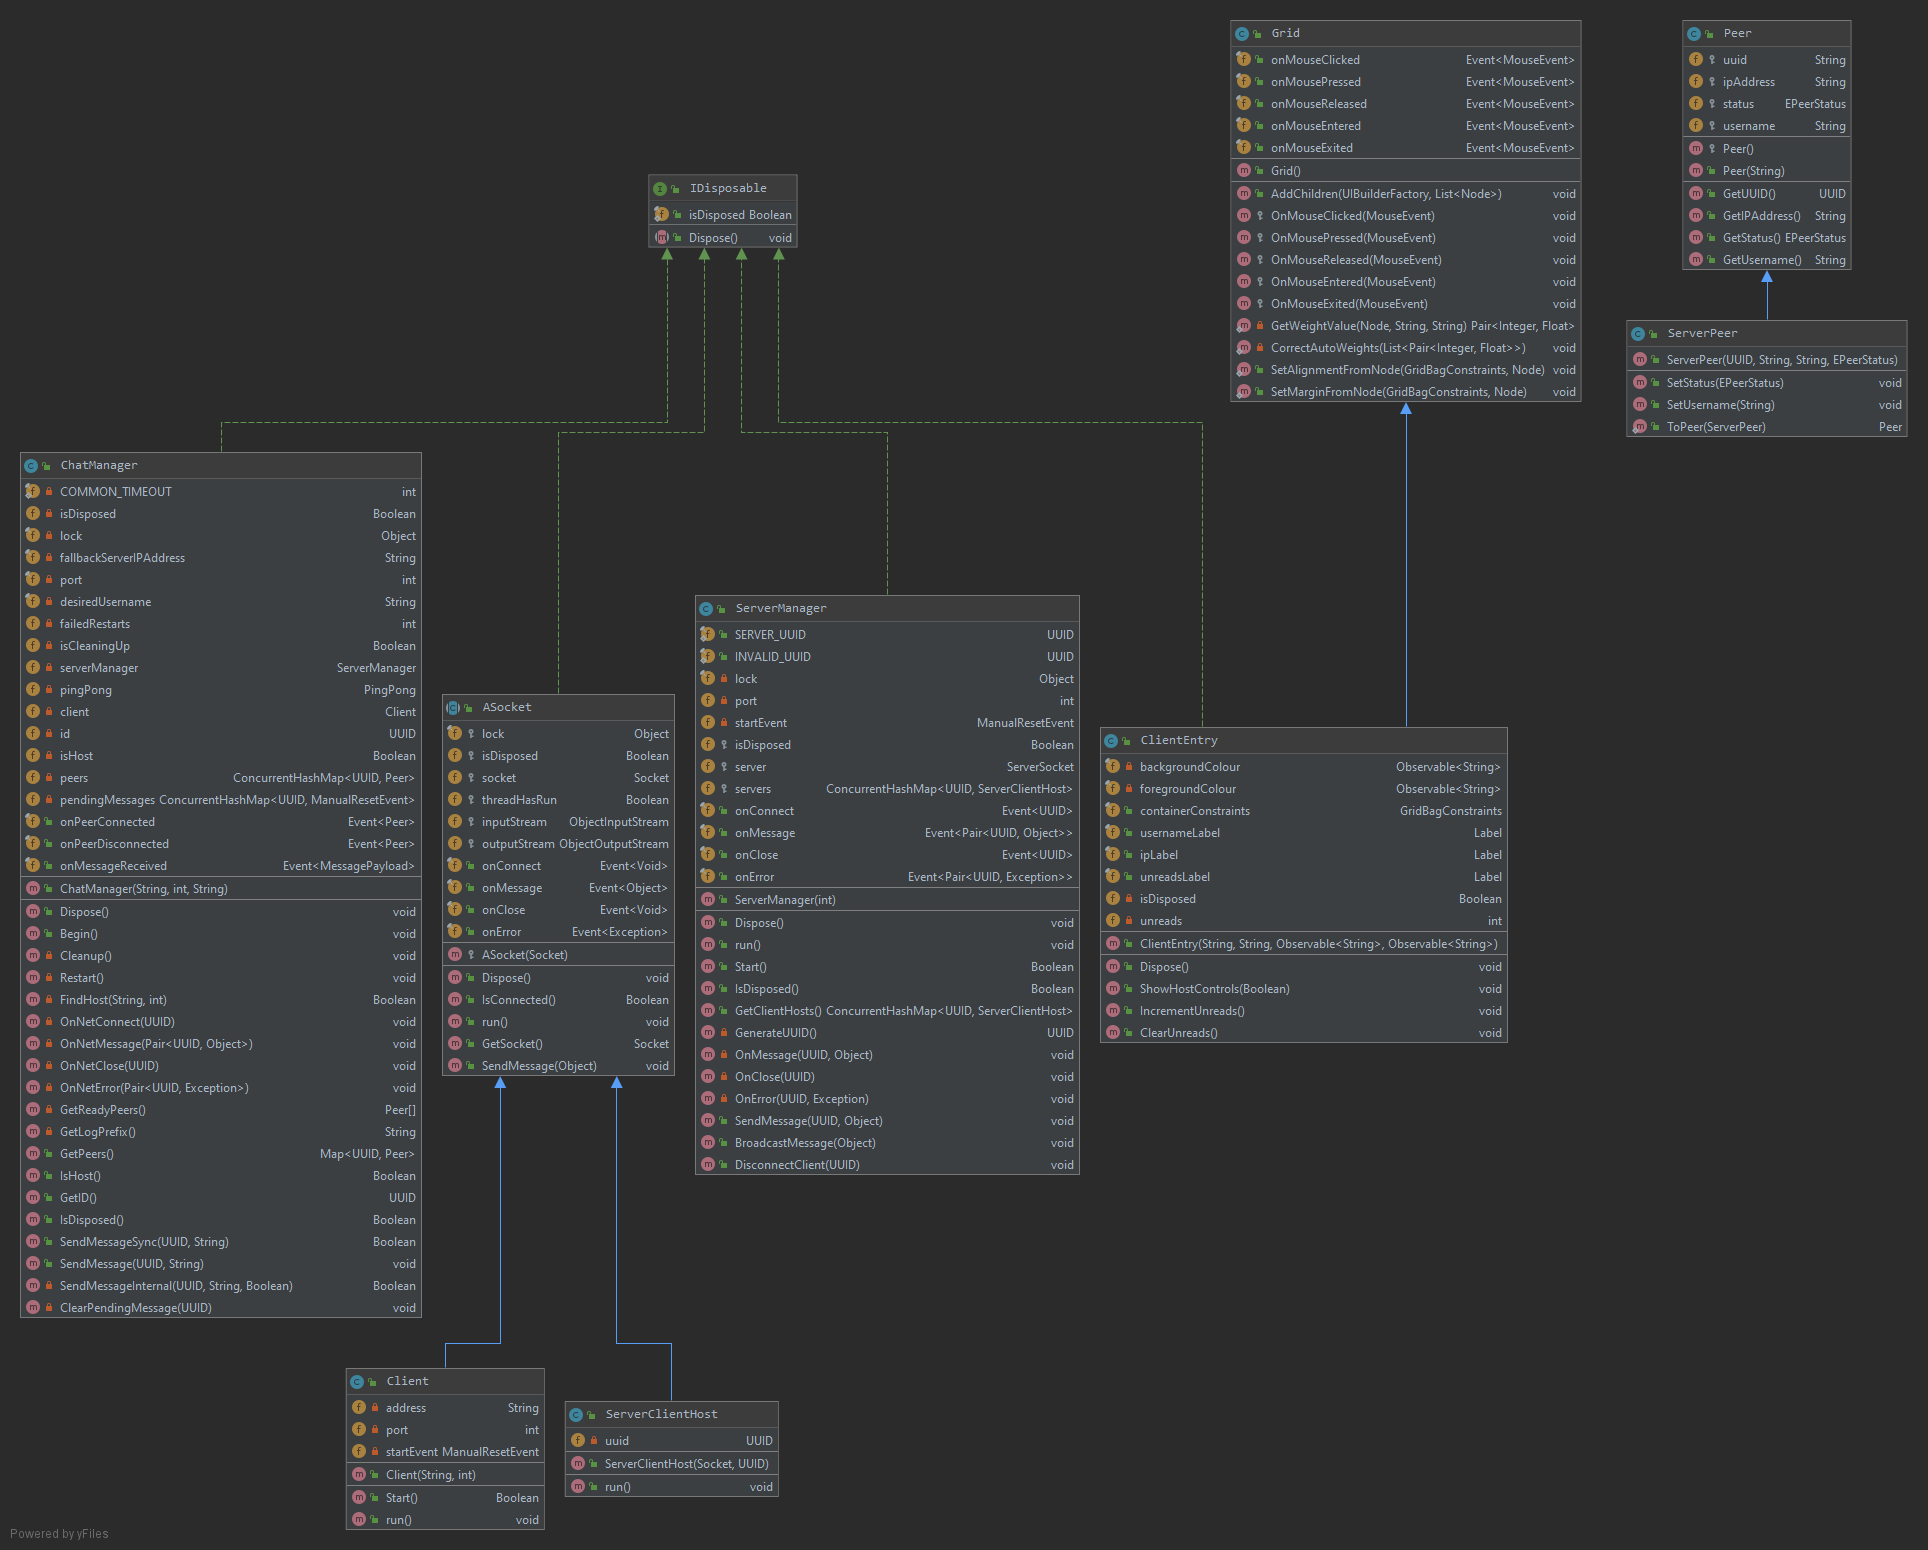 Grid
onMouseClicked Event<MouseEvent>
onMousePressed Event<MouseEvent>
onMouseReleased Event<MouseEvent>
onMouseEntered Event<MouseEvent>
onMouseExited Event<MouseEvent>
Grid()
AddChildren(UIBuilderFactory, List<Node>) void
OnMouseClicked(MouseEvent) void
OnMousePressed(MouseEvent) void
OnMouseReleased(MouseEvent) void
OnMouseEntered(MouseEvent) void
OnMouseExited(MouseEvent) void
GetWeightValue(Node, String, String) Pair<Integer, Float>
CorrectAutoWeights(List<Pair<Integer, Float>>) void
SetAlignmentFromNode(GridBagConstraints, Node) void
SetMarginFromNode(GridBagConstraints, Node) void
Peer
uuid String
ipAddress String
status EPeerStatus
username String
Peer()
Peer(String)
GetUUID() UUID
GetIPAddress() String
GetStatus() EPeerStatus
GetUsername() String
IDisposable
isDisposed Boolean
Dispose() void
ServerPeer
ServerPeer(UUID, String, String, EPeerStatus)
SetStatus(EPeerStatus) void
SetUsername(String) void
ToPeer(ServerPeer) Peer
ChatManager
COMMON_TIMEOUT int
isDisposed Boolean
lock Object
fallbackServerIPAddress String
port int
desiredUsername String
failedRestarts int
isCleaningUp Boolean
serverManager ServerManager
pingPong PingPong
client Client
id UUID
isHost Boolean
peers ConcurrentHashMap<UUID, Peer>
pendingMessages ConcurrentHashMap<UUID, ManualResetEvent>
onPeerConnected Event<Peer>
onPeerDisconnected Event<Peer>
onMessageReceived Event<MessagePayload>
ChatManager(String, int, String)
Dispose() void
Begin() void
Cleanup() void
Restart() void
FindHost(String, int) Boolean
OnNetConnect(UUID) void
OnNetMessage(Pair<UUID, Object>) void
OnNetClose(UUID) void
OnNetError(Pair<UUID, Exception>) void
GetReadyPeers() Peer[]
GetLogPrefix() String
GetPeers() Map<UUID, Peer>
IsHost() Boolean
GetID() UUID
IsDisposed() Boolean
SendMessageSync(UUID, String) Boolean
SendMessage(UUID, String) void
SendMessageInternal(UUID, String, Boolean) Boolean
ClearPendingMessage(UUID) void
ASocket
lock Object
isDisposed Boolean
socket Socket
threadHasRun Boolean
inputStream ObjectInputStream
outputStream ObjectOutputStream
onConnect Event<Void>
onMessage Event<Object>
onClose Event<Void>
onError Event<Exception>
ASocket(Socket)
Dispose() void
IsConnected() Boolean
run() void
GetSocket() Socket
SendMessage(Object) void
ServerManager
SERVER_UUID UUID
INVALID_UUID UUID
lock Object
port int
startEvent ManualResetEvent
isDisposed Boolean
server ServerSocket
servers ConcurrentHashMap<UUID, ServerClientHost>
onConnect Event<UUID>
onMessage Event<Pair<UUID, Object>>
onClose Event<UUID>
onError Event<Pair<UUID, Exception>>
ServerManager(int)
Dispose() void
run() void
Start() Boolean
IsDisposed() Boolean
GetClientHosts() ConcurrentHashMap<UUID, ServerClientHost>
GenerateUUID() UUID
OnMessage(UUID, Object) void
OnClose(UUID) void
OnError(UUID, Exception) void
SendMessage(UUID, Object) void
BroadcastMessage(Object) void
DisconnectClient(UUID) void
ClientEntry
backgroundColour Observable<String>
foregroundColour Observable<String>
containerConstraints GridBagConstraints
usernameLabel Label
ipLabel Label
unreadsLabel Label
isDisposed Boolean
unreads int
ClientEntry(String, String, Observable<String>, Observable<String>)
Dispose() void
ShowHostControls(Boolean) void
IncrementUnreads() void
ClearUnreads() void
Client
address String
port int
startEvent ManualResetEvent
Client(String, int)
Start() Boolean
run() void
ServerClientHost
uuid UUID
ServerClientHost(Socket, UUID)
run() void
Powered by yFiles